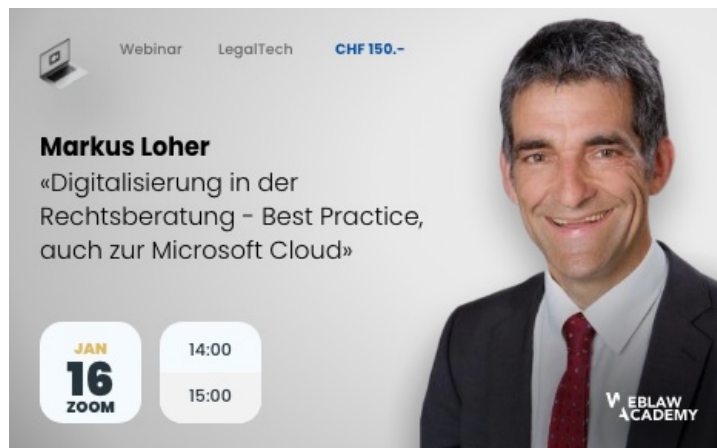 Webinar LegalTech CHF 150.-
Markus Loher
«Digitalisierung in der
Rechtsberatung - Best Practice,
auch zur Microsoft Cloud»
JAN
16
ZOOM
14:00
15:00
WEBLAW
ACADEMY